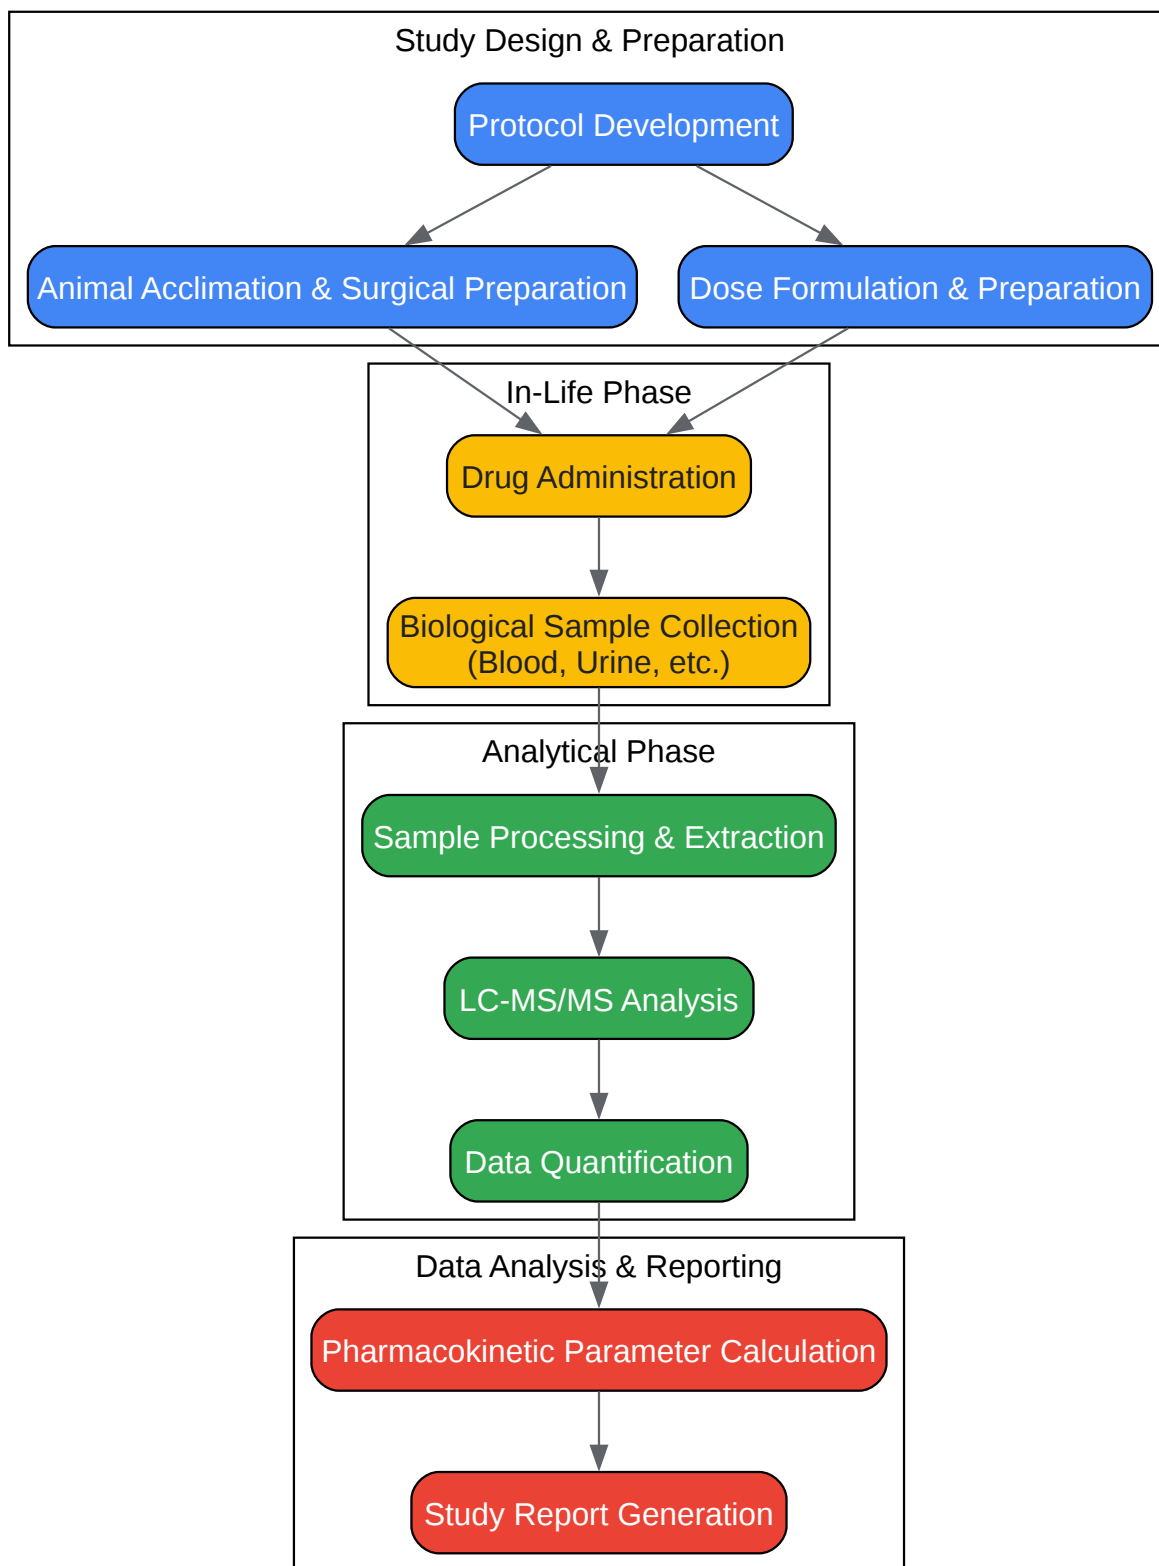 Study Design & Preparation
Protocol Development
Animal Acclimation & Surgical Preparation
Dose Formulation & Preparation
In-Life Phase
Drug Administration
Biological Sample Collection
(Blood, Urine, etc.)
Analytical Phase
Sample Processing & Extraction
LC-MS/MS Analysis
Data Quantification
Data Analysis & Reporting
Pharmacokinetic Parameter Calculation
Study Report Generation